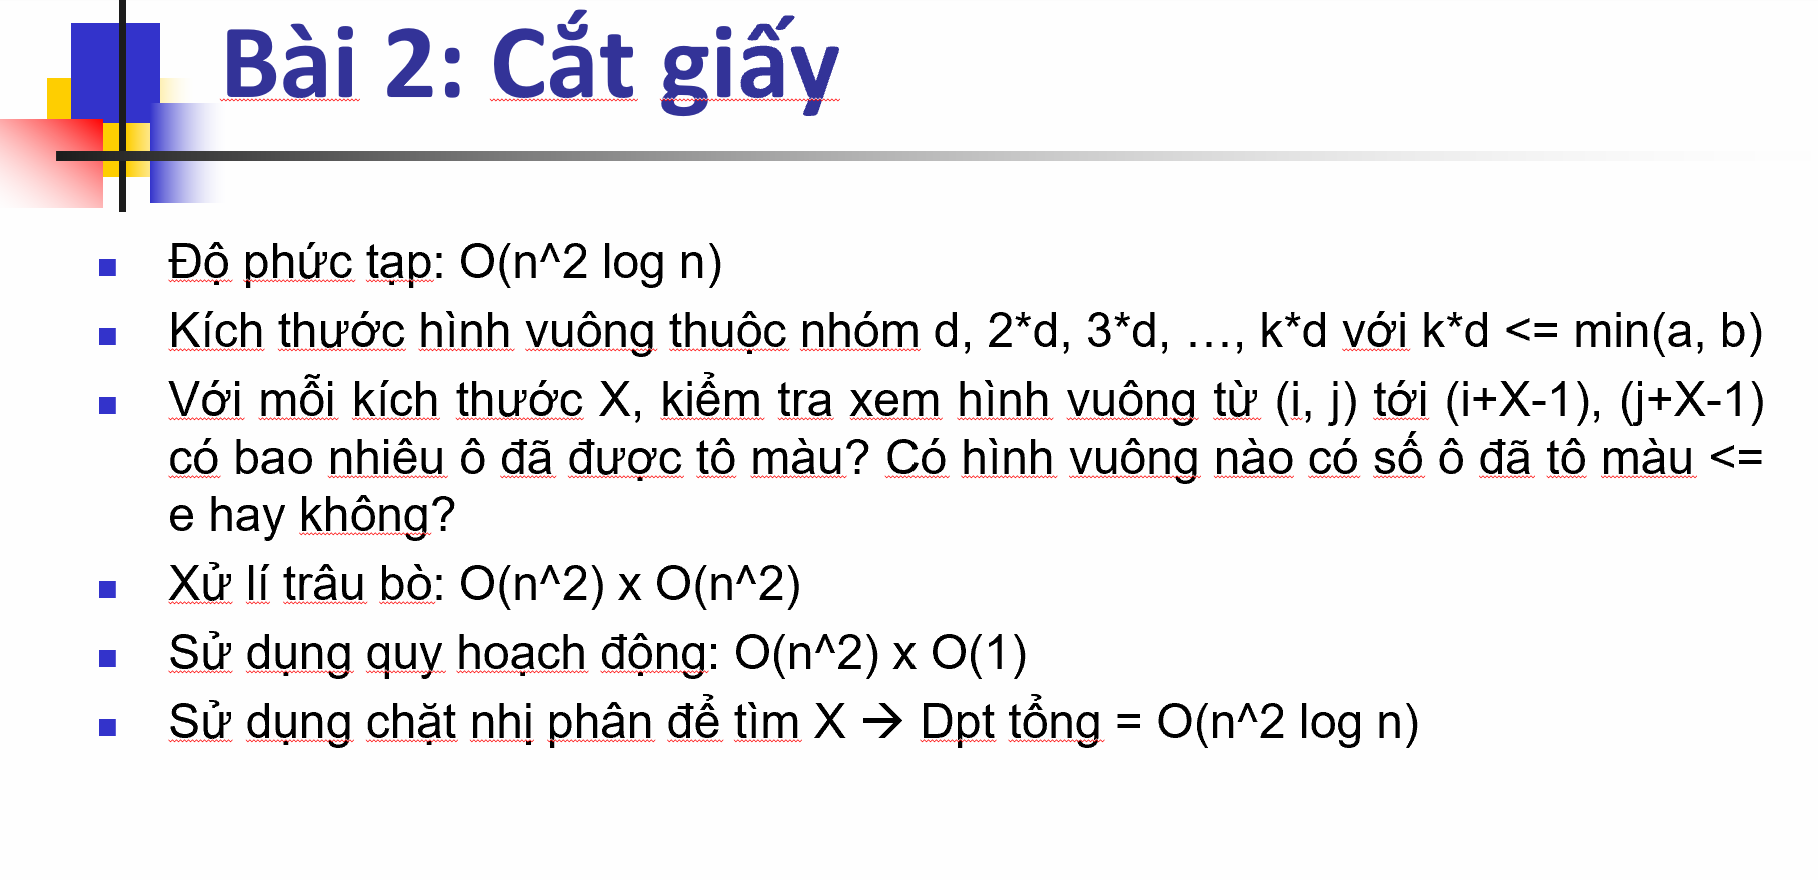 Bài 2: Cắt giấy
Độ phức tạp: O(n^2 log n)
Kích thước hình vuông thuộc nhóm d, 2*d, 3*d, …, k*d với k*d <= min(a, b)
Với mỗi kích thước X, kiểm tra xem hình vuông từ (i, j) tới (i+X-1), (j+X-1)
có bao nhiêu ô đã được tô màu? Có hình vuông nào có số ô đã tô màu <=
e hay không?
Xử lí trâu bò: O(n^2) x O(n^2)
Sử dụng quy hoạch động: O(n^2) x O(1)
Sử dụng chặt nhị phân để tìm X → Dpt tổng = O(n^2 log n)